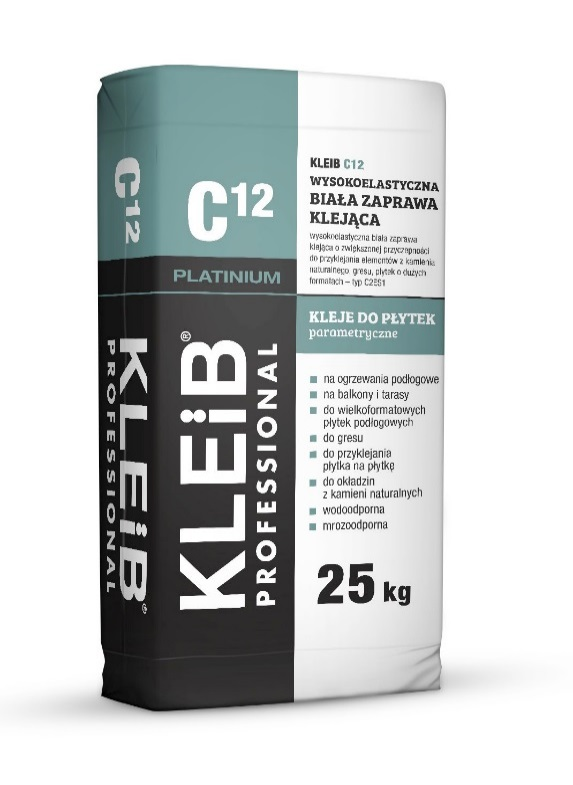 C12
KLEiB®
PROFESSIONAL
C12
PLATINIUM
KLEiB®
PROFESSIONAL
KLEIB C12
WYSOKOELASTYCZNA
BIAŁA ZAPRAWA
KLEJĄCA
wysokoelastyczna biała zaprawa
klejąca o zwiększonej przyczepności
do przyklejania elementów z kamienia
naturalnego, gresu, płytek o dużych
formatach – typ C2ES1
KLEJE DO PŁYTEK
parametryczne
na ogrzewania podłogowe
na balkony i tarasy
do wielkoformatowych
płytek podłogowych
do gresu
do przyklejania
płytka na płytkę
do okładzin
z kamieni naturalnych
wodoodporna
mrozoodporna
25 kg